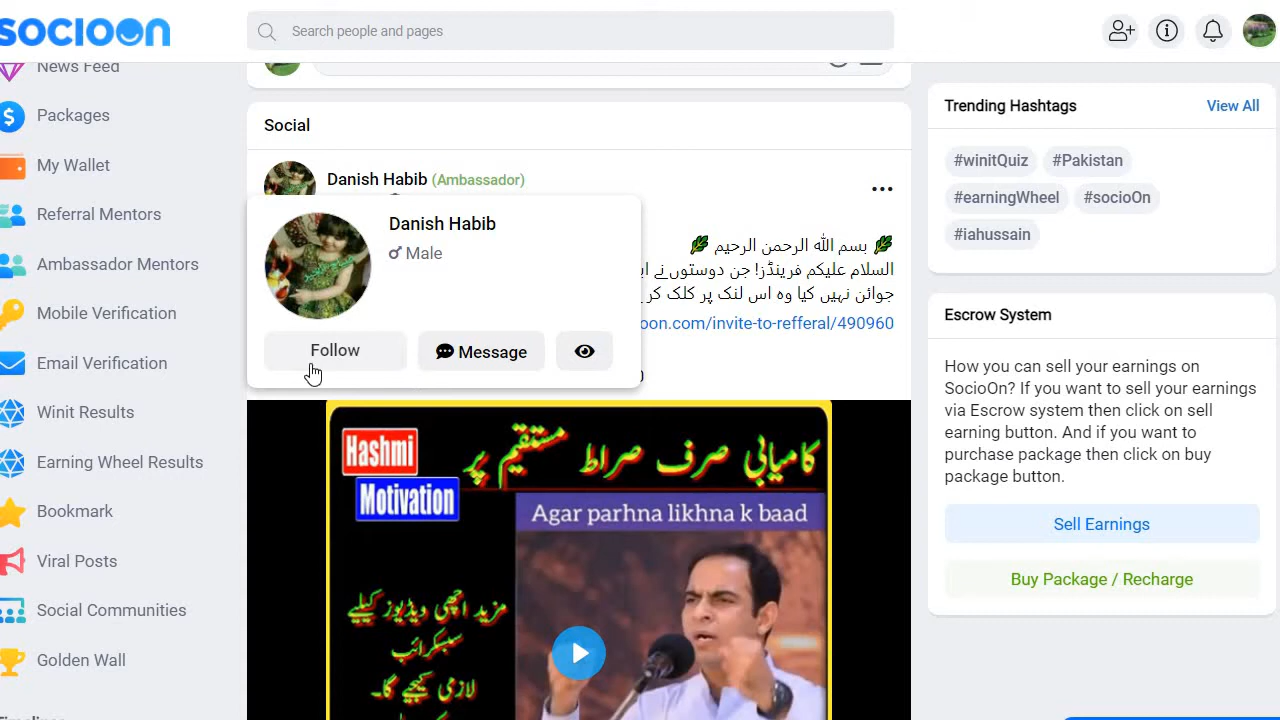 socioon
Search people and pages
News Feed
Packages
My Wallet
Referral Mentors
Ambassador Mentors
Mobile Verification
Email Verification
Winit Results
Earning Wheel Results
Bookmark
Viral Posts
Social Communities
Golden Wall
Social
Danish Habib (Ambassador)
Danish Habib
Male
Follow
Message
بسم الله الرحمن الرحیم
السلام علیکم فرینڈز! جن دوستوں نے
جوائن نہیں کیا وہ اس لنک پر کلک کر
oon.com/invite-to-refferal/490960
Hashmi
Motivation
کامیابی صرف صراط مستقیم پر
Agar parhna likhna k baad
مزید اچھی ویڈیوز کیلیے
سبسکرائب
لازمی کیجیے گا۔
Trending Hashtags
View All
#winitQuiz
#Pakistan
#earningWheel
#socioOn
#iahussain
Escrow System
How you can sell your earnings on
SocioOn? If you want to sell your earnings
via Escrow system then click on sell
earning button. And if you want to
purchase package then click on buy
package button.
Sell Earnings
Buy Package / Recharge